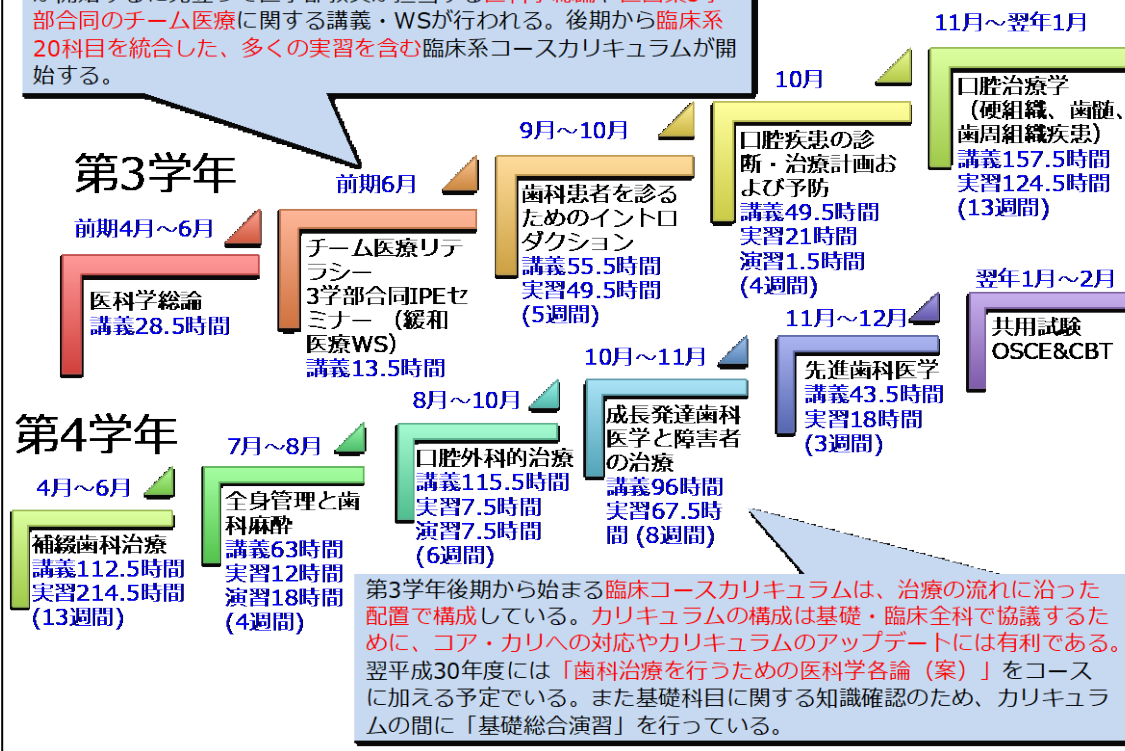 部合同のチーム医療に関する講義・WSが行われる。後期から臨床系
20科目を統合した、多くの実習を含む臨床系コースカリキュラムが開
始する。
第3学年
前期4月～6月
医科学総論
講義28.5時間
前期6月
チーム医療リテ
ラシー
3学部合同IPEセ
ミナー （緩和
医療WS）
講義13.5時間
9月～10月
歯科患者を診る
ためのイントロ
ダクション
講義55.5時間
実習49.5時間
(5週間)
10月
口腔疾患の診
断・治療計画お
よび予防
講義49.5時間
実習21時間
演習1.5時間
(4週間)
11月～翌年1月
口腔治療学
（硬組織、歯髄、
歯周組織疾患）
講義157.5時間
実習124.5時間
(13週間)
第4学年
4月～6月
補綴歯科治療
講義112.5時間
実習214.5時間
(13週間)
7月～8月
全身管理と歯
科麻酔
講義63時間
実習12時間
演習18時間
(4週間)
8月～10月
口腔外科的治療
講義115.5時間
実習7.5時間
演習7.5時間
(6週間)
10月～11月
成長発達歯科
医学と障害者
の治療
講義96時間
実習67.5時
間 (8週間)
11月～12月
先進歯科医学
講義43.5時間
実習18時間
(3週間)
翌年1月～2月
共用試験
OSCE&CBT
第3学年後期から始まる臨床コースカリキュラムは、治療の流れに沿った
配置で構成している。カリキュラムの構成は基礎・臨床全科で協議するた
めに、コア・カリへの対応やカリキュラムのアップデートには有利である。
翌平成30年度には「歯科治療を行うための医科学各論（案）」をコース
に加える予定でいる。また基礎科目に関する知識確認のため、カリキュラ
ムの間に「基礎総合演習」を行っている。